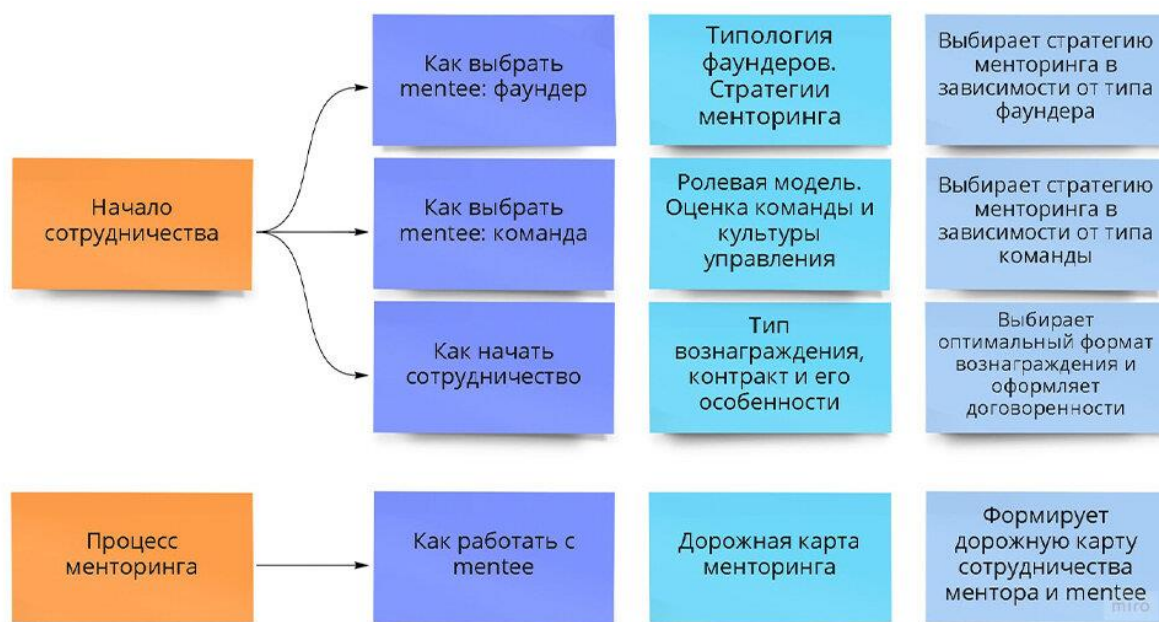 Как выбрать
mentee: фаундер
Типология
фаундеров.
Стратегии
менторинга
Выбирает стратегию
менторинга в
зависимости от типа
фаундера
Начало
сотрудничества
Как выбрать
mentee: команда
Ролевая модель.
Оценка команды и
культуры
управления
Выбирает стратегию
менторинга в
зависимости от типа
команды
Как начать
сотрудничество
Тип
вознаграждения,
контракт и его
особенности
Выбирает
оптимальный формат
вознаграждения и
оформляет
договоренности
Процесс
менторинга
Как работать с
mentee
Дорожная карта
менторинга
Формирует
дорожную карту
сотрудничества
ментора и mentee
miro